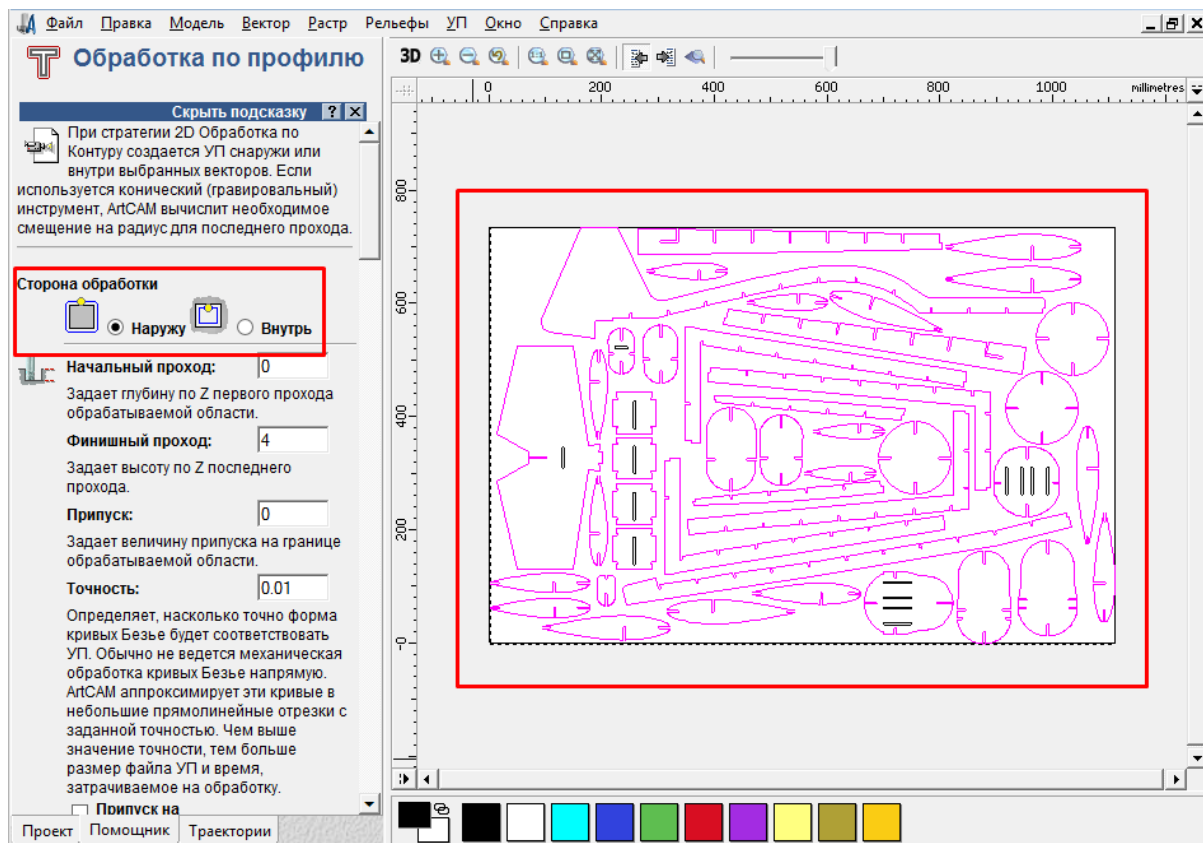 Файл Правка Модель Вектор Растр Рельефы УП Окно Справка
Обработка по профилю
3D
Скрыть подсказку ? X
При стратегии 2D Обработка по
Контуру создается УП снаружи или
внутри выбранных векторов. Если
используется конический (гравировальный)
инструмент, ArtCAM вычислит необходимое
смещение на радиус для последнего прохода.
Сторона обработки
Наружу Внутрь
Начальный проход: 0
Задает глубину по Z первого прохода
обрабатываемой области.
Финишный проход: 4
Задает высоту по Z последнего
прохода.
Припуск: 0
Задает величину припуска на границе
обрабатываемой области.
Точность: 0.01
Определяет, насколько точно форма
кривых Безье будет соответствовать
УП. Обычно не ведется механическая
обработка кривых Безье напрямую.
ArtCAM аппроксимирует эти кривые в
небольшие прямолинейные отрезки с
заданной точностью. Чем выше
значение точности, тем больше
размер файла УП и время,
затрачиваемое на обработку.
Припуск на
Проект Помощник Траектории
0 200 400 600 800 1000 millimetres
800
600
400
200
-0